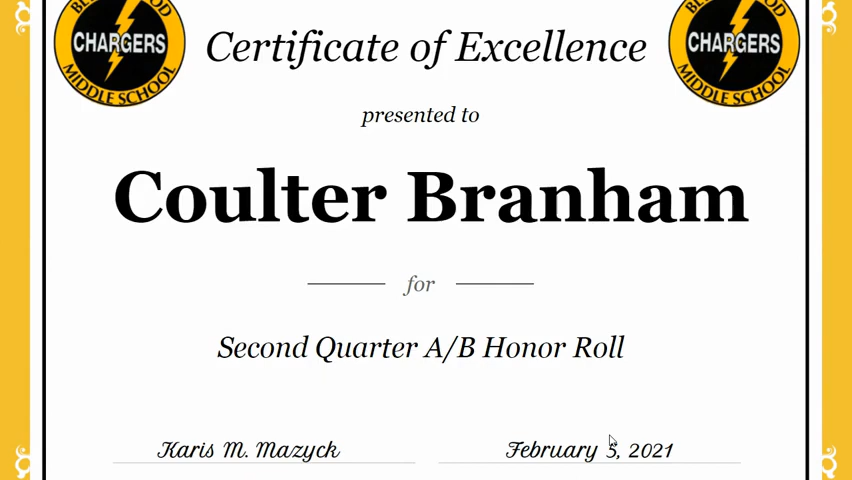 CHARGERS
MIDDLE SCHOOL
Certificate of Excellence
CHARGERS
MIDDLE SCHOOL
presented to
Coulter Branham
for
Second Quarter A/B Honor Roll
Karis M. Mazyck
February 5, 2021